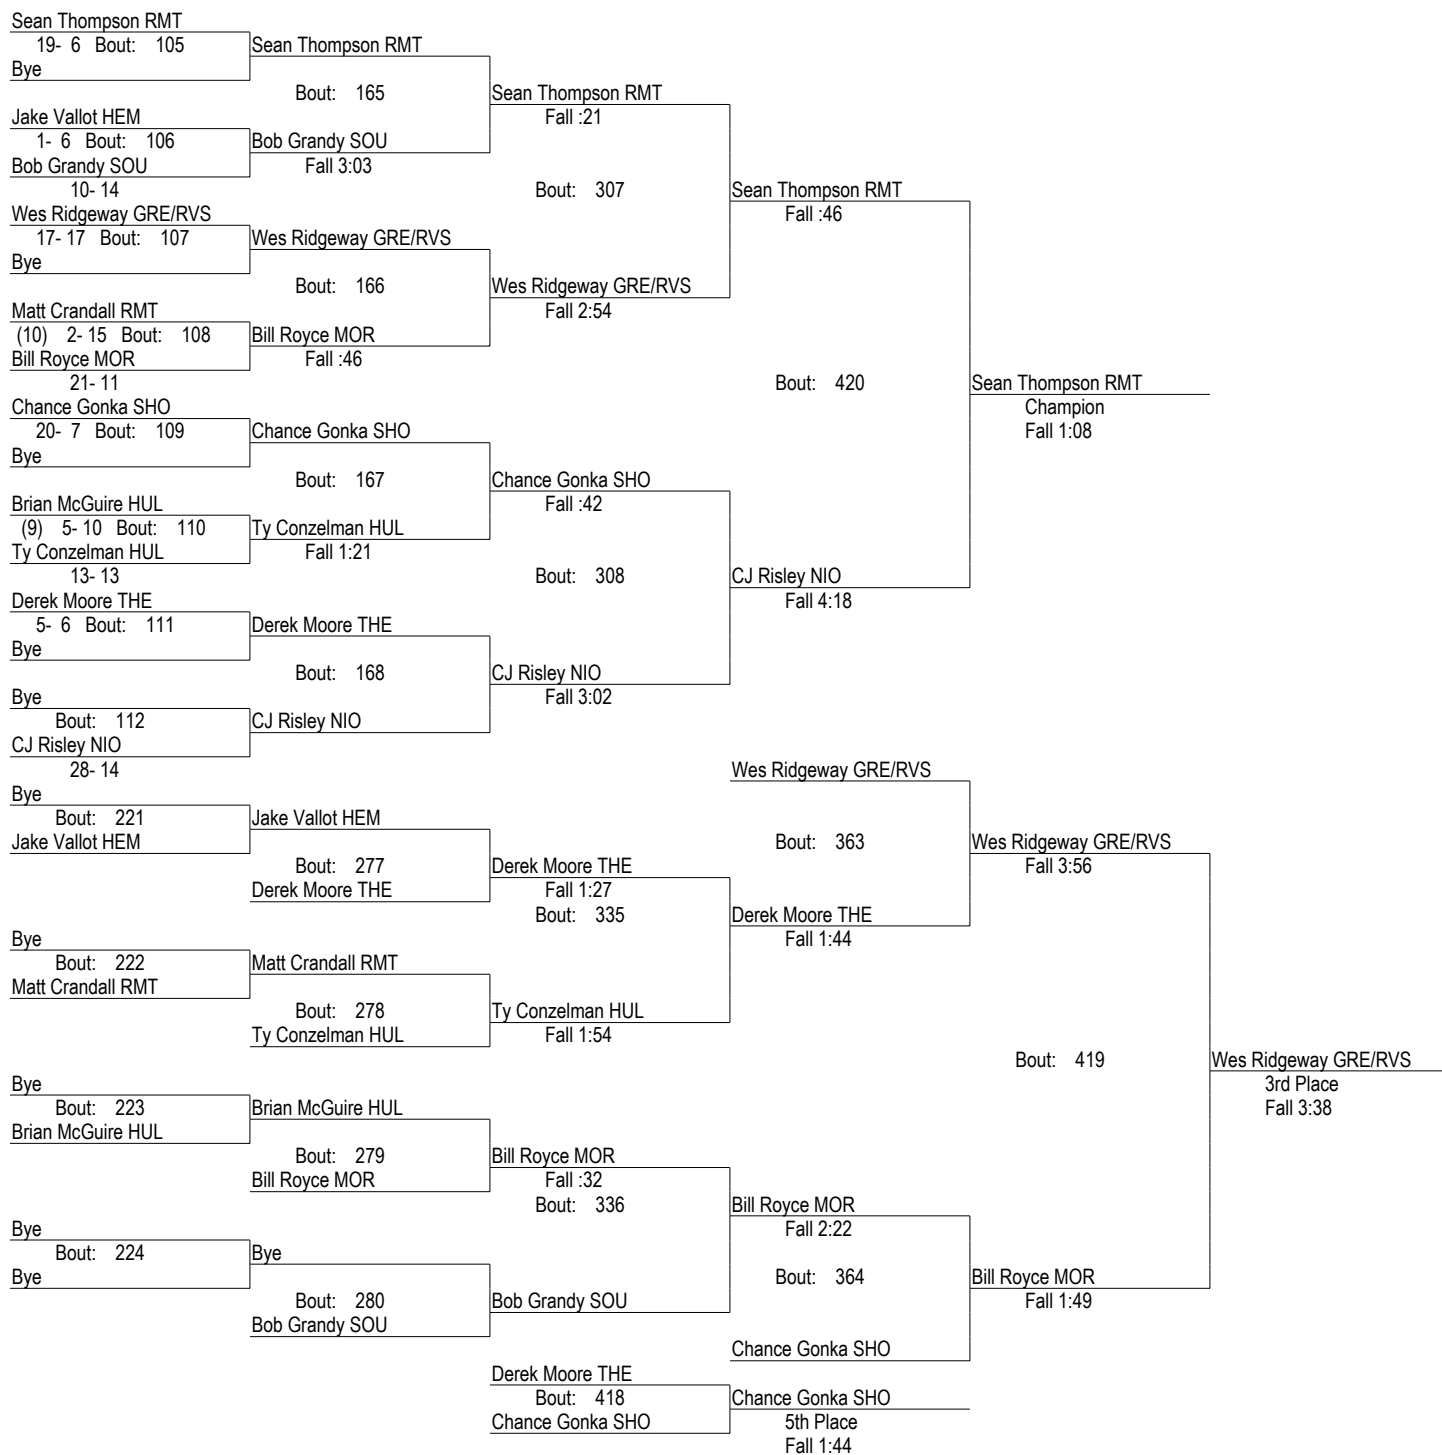 Sean Thompson RMT
19- 6 Bout: 105 Sean Thompson RMT
Bye
Bout: 165 Sean Thompson RMT
Jake Vallot HEM Fall :21
1- 6 Bout: 106 Bob Grandy SOU
Bob Grandy SOU Fall 3:03
10- 14 Bout: 307 Sean Thompson RMT
Wes Ridgeway GRE/RVS Fall :46
17- 17 Bout: 107 Wes Ridgeway GRE/RVS
Bye
Bout: 166 Wes Ridgeway GRE/RVS
Matt Crandall RMT Fall 2:54
(10) 2- 15 Bout: 108 Bill Royce MOR
Bill Royce MOR Fall :46
21- 11 Bout: 420 Sean Thompson RMT
Chance Gonka SHO Champion
20- 7 Bout: 109 Chance Gonka SHO Fall 1:08
Bye
Bout: 167 Chance Gonka SHO
Brian McGuire HUL Fall :42
(9) 5- 10 Bout: 110 Ty Conzelman HUL
Ty Conzelman HUL Fall 1:21
13- 13 Bout: 308 CJ Risley NIO
Derek Moore THE Fall 4:18
5- 6 Bout: 111 Derek Moore THE
Bye
Bout: 168 CJ Risley NIO
Bye Fall 3:02
Bout: 112 CJ Risley NIO
CJ Risley NIO
28- 14 Wes Ridgeway GRE/RVS
Bye
Bout: 221 Jake Vallot HEM
Jake Vallot HEM Bout: 363 Wes Ridgeway GRE/RVS
Bout: 277 Derek Moore THE Fall 3:56
Derek Moore THE Fall 1:27
Bout: 335 Derek Moore THE
Bye Fall 1:44
Bout: 222 Matt Crandall RMT
Matt Crandall RMT
Bout: 278 Ty Conzelman HUL
Ty Conzelman HUL Fall 1:54
Bout: 419 Wes Ridgeway GRE/RVS
Bye 3rd Place
Bout: 223 Brian McGuire HUL Fall 3:38
Brian McGuire HUL
Bout: 279 Bill Royce MOR
Bill Royce MOR Fall :32
Bout: 336 Bill Royce MOR
Bye Fall 2:22
Bout: 224 Bye
Bye Bout: 364 Bill Royce MOR
Bout: 280 Bob Grandy SOU Fall 1:49
Bob Grandy SOU
Chance Gonka SHO
Derek Moore THE
Bout: 418 Chance Gonka SHO
Chance Gonka SHO 5th Place
Fall 1:44